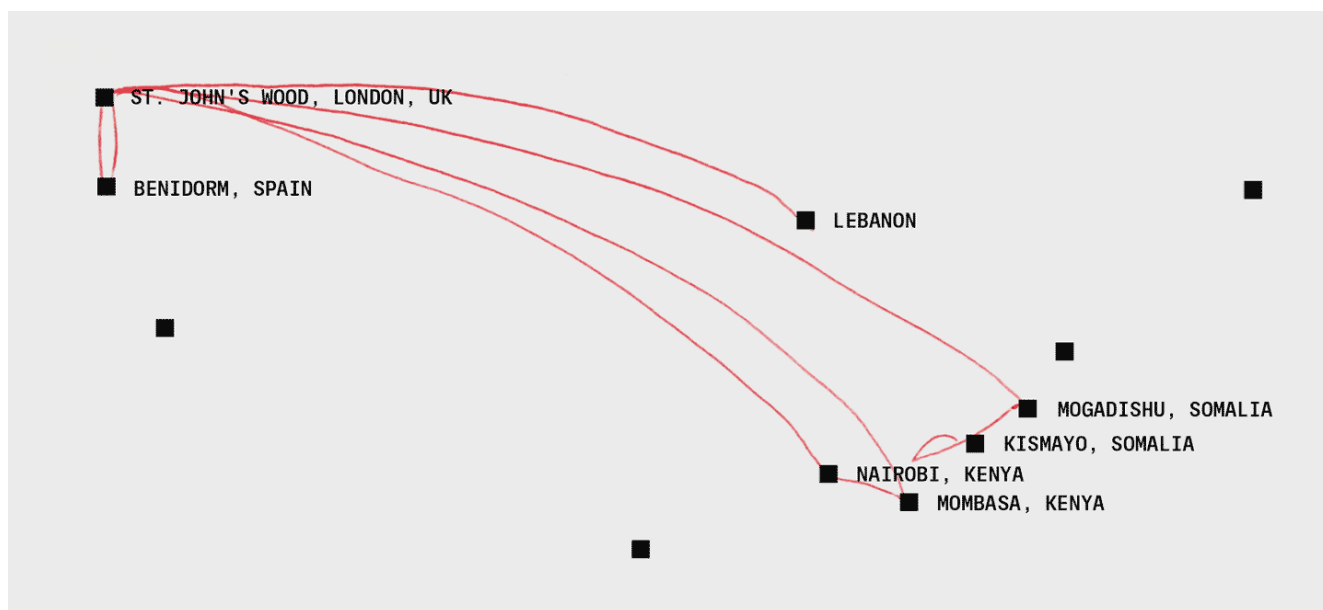 ST. JOHN'S WOOD, LONDON, UK
BENIDORM, SPAIN
LEBANON
MOGADISHU, SOMALIA
KISMAYO, SOMALIA
NAIROBI, KENYA
MOMBASA, KENYA